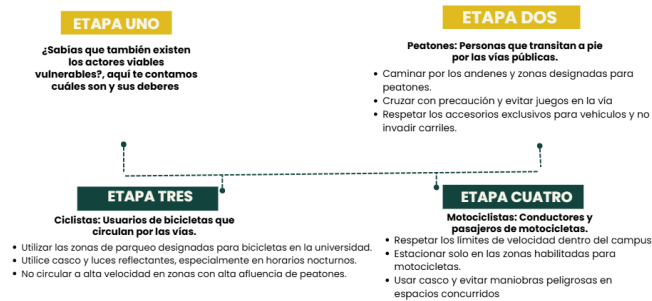 ETAPA UNO
¿Sabías que también existen
los actores viables
vulnerables?, aquí te contamos
cuáles son y sus deberes
ETAPA DOS
Peatones: Personas que transitan a pie
por las vías públicas.
• Caminar por los andenes y zonas designadas para
peatones.
• Cruzar con precaución y evitar juegos en la vía
• Respetar los accesorios exclusivos para vehículos y no
invadir carriles.
ETAPA TRES
Ciclistas: Usuarios de bicicletas que
circulan por las vías.
• Utilizar las zonas de parqueo designadas para bicicletas en la universidad.
• Utilice casco y luces reflectantes, especialmente en horarios nocturnos.
• No circular a alta velocidad en zonas con alta afluencia de peatones.
ETAPA CUATRO
Motociclistas: Conductores y
pasajeros de motocicletas.
• Respetar los límites de velocidad dentro del campus
• Estacionar solo en las zonas habilitadas para
motocicletas.
• Usar casco y evitar maniobras peligrosas en
espacios concurridos